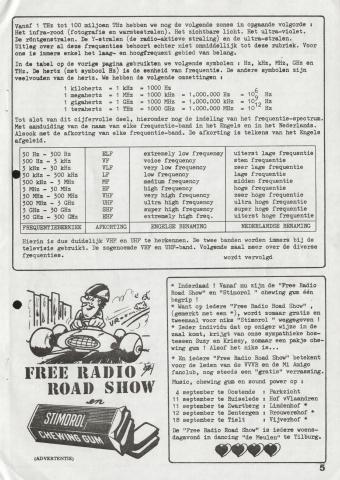 Vanaf 1 THz tot 100 miljoen THz hebben we nog de volgende zones in opgaande volgorde :
Het infra-rood (fotografie en warmtestralen). Het zichtbare licht. Het ultra-violet.
De röntgenstralen. De Y-stralen (de radio-aktieve straling) en de ultra-stralen.
Uitleg over al deze frequenties behoort echter niet onmiddellijk tot deze rubriek. Voor
ons is immers enkel het laag- en hoogfrequent gebied van belang.
In de tabel op de vorige pagina gebruikten we volgende symbolen : Hz, kHz, MHz, GHz en
THz. De hertz (met symbool Hz) is de eenheid van frequentie. De andere symbolen zijn
veelvouden van de hertz. We hebben de volgende omzettingen :
1 kilohertz = 1 kHz = 1000 Hz
1 megahertz = 1 MHz = 1000 kHz = 1,000,000 Hz = 10⁶ Hz
1 gigahertz = 1 GHz = 1000 MHz = 1,000,000 kHz = 10⁹ Hz
1 terahertz = 1 THz = 1000 GHz = 1,000,000 MHz = 10¹² Hz
Tot slot van dit cijfervolle deel, hieronder nog de indeling van het frequentie-spectrum.
Met aanduiding van de naam van elke frequentie-band in het Engels en in het Nederlands.
Alsook met de afkorting van elke frequentie-band. De afkorting is telkens van het Engels
afgeleid.
30 Hz - 300 Hz ELF extremely low frequency uiterst lage frequentie
300 Hz - 3 kHz VF voice frequency stem frequentie
3 kHz - 30 kHz VLF very low frequency zeer lage frequentie
30 kHz - 300 kHz LF low frequency lage frequentie
300 kHz - 3 MHz MF medium frequency midden frequentie
3 MHz - 30 MHz HF high frequency hoge frequentie
30 MHz - 300 MHz VHF very high frequency zeer hoge frequentie
300 MHz - 3 GHz UHF ultra high frequency ultra hoge frequentie
3 GHz - 30 GHz SHF super high frequency super hoge frequentie
30 GHz - 300 GHz EHF extremely high freq. uiterst hoge frequentie
FREQUENTIEBEREIK AFKORTING ENGELSE BENAMING NEDERLANDSE BENAMING
Hierin is dus duidelijk VHF en UHF te herkennen. De twee banden worden immers bij de
televisie gebruikt. De zogenoemde VHF en UHF-band. Volgende maal meer over de diverse
frequenties.
wordt vervolgd
FREE RADIO
ROAD SHOW
en
STIMOROL
CHEWING GUM
(ADVERTENTIE)
* Inderdaad ! Vanaf nu zijn de "Free Radio
Road Show" en "Stimorol " chewing gum één
begrip !
* Want op iedere "Free Radio Road Show" ,
(gemerkt met een *), wordt zomaar gratis en
tweemaal voor niks "Stimorol " weggegeven !
* Ieder individu dat op eniger wijze in de
zaal komt, krijgt van onze sympathieke hos-
tessen Suzy en Krissy, zomaar een pakje che-
wing gum ! Alsof het niks is...
* En iedere "Free Radio Road Show" betekent
voor de leden van de VVVR en de Mi Amigo
fanclub, nog steeds een "gratis" verrassing.
Music, chewing gum en sound power op :
4 september te Oostende : Parkzicht
11 september te Ruiselede : Hof vVlaandren
11 september te Zwartberg : Lindenhof *
12 september te Dentergem : Brouwershof *
18 september te Tielt : Vijverhof *
De "Free Radio Road Show" is iedere woens-
dagavond in dancing "de Meulen" te Tilburg.
5